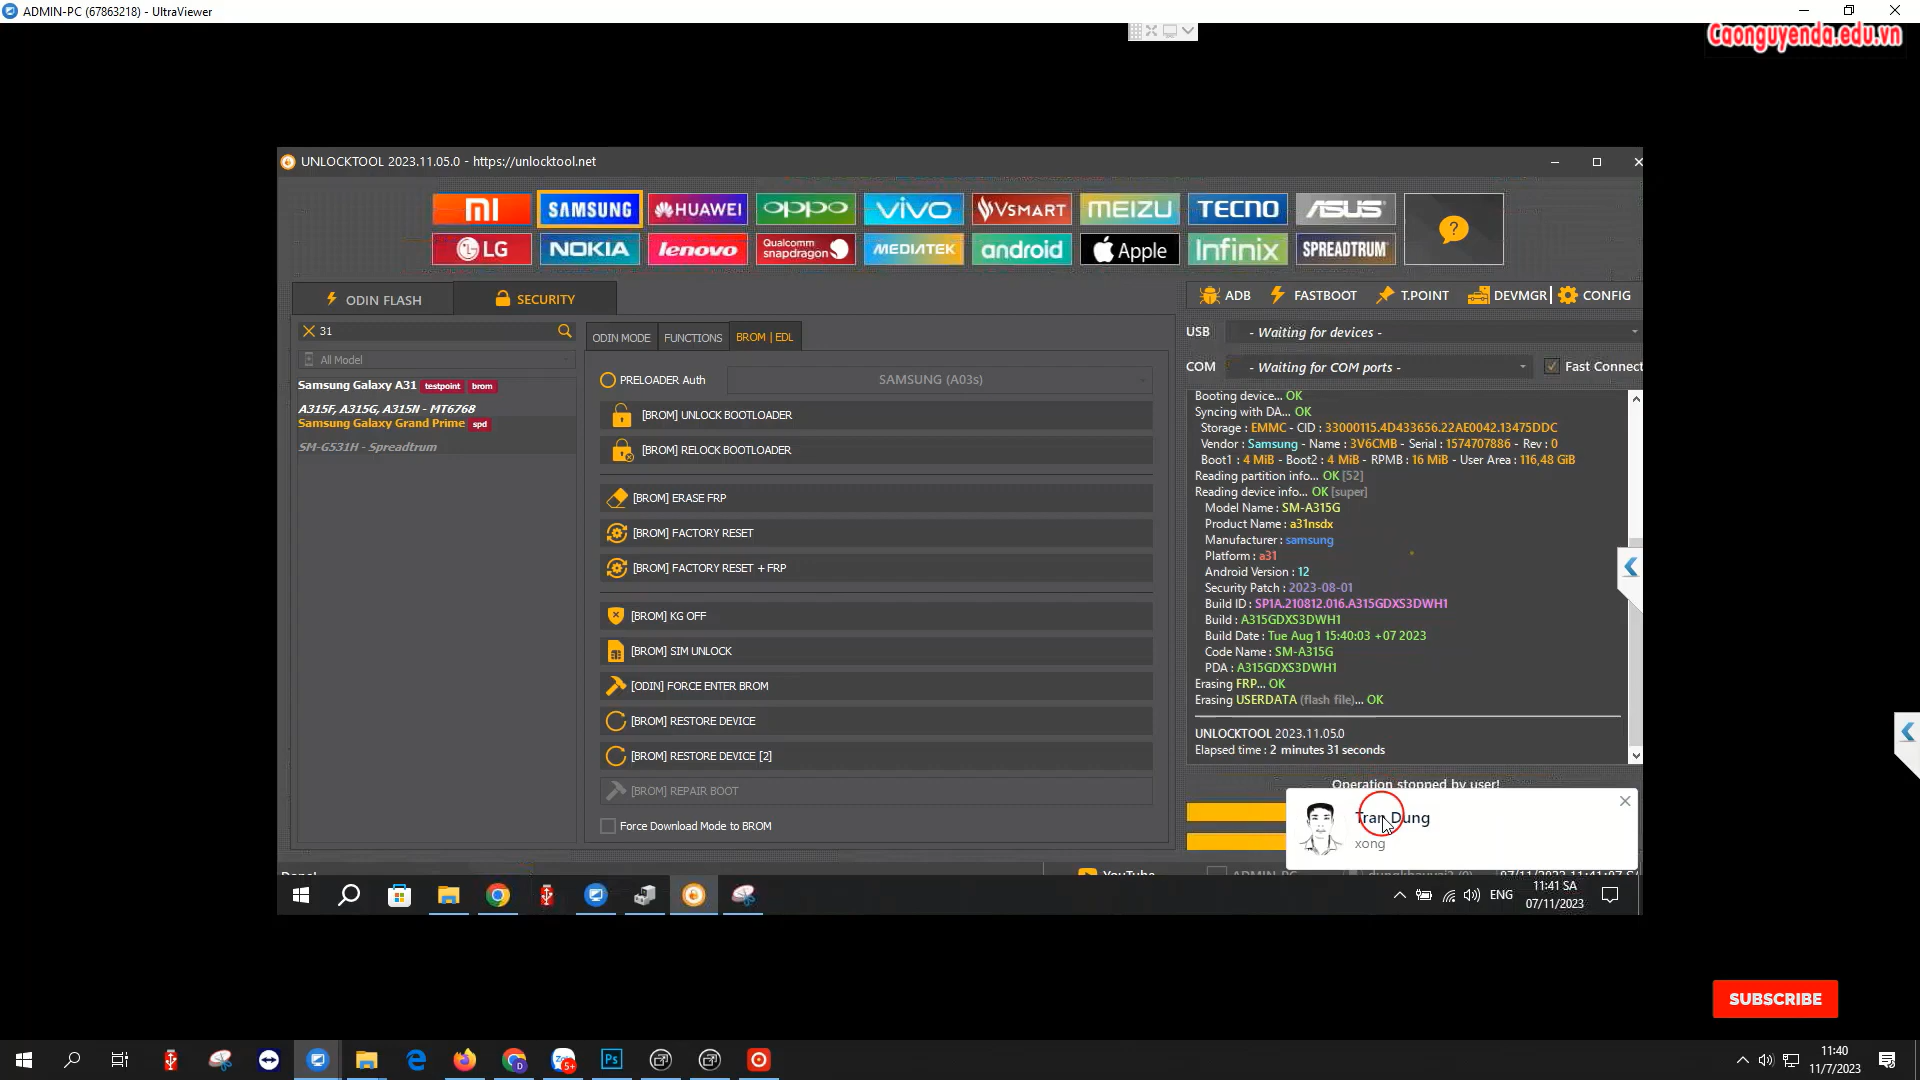 ADMIN-PC (67863218) - UltraViewer
Caonguyenda.edu.vn
UNLOCKTOOL 2023.11.05.0 - https://unlocktool.net
mi
SAMSUNG
HUAWEI
oppo
vivo
VSMART
MEIZU
TECNO
ASUS
?
LG
NOKIA
lenovo
Qualcomm
snapdragon
MEDIATEK
android
Apple
Infinix
SPREADTRUM
ODIN FLASH
SECURITY
ADB
FASTBOOT
T.POINT
DEVMGR
CONFIG
31
All Model
Samsung Galaxy A31 testpoint brom
A315F, A315G, A315N - MT6768
Samsung Galaxy Grand Prime spd
SM-G531H - Spreadtrum
ODIN MODE
FUNCTIONS
BROM | EDL
PRELOADER Auth
SAMSUNG (A03s)
[BROM] UNLOCK BOOTLOADER
[BROM] RELOCK BOOTLOADER
[BROM] ERASE FRP
[BROM] FACTORY RESET
[BROM] FACTORY RESET + FRP
[BROM] KG OFF
[BROM] SIM UNLOCK
[ODIN] FORCE ENTER BROM
[BROM] RESTORE DEVICE
[BROM] RESTORE DEVICE [2]
[BROM] REPAIR BOOT
Force Download Mode to BROM
USB - Waiting for devices -
COM - Waiting for COM ports -
Fast Connect
Booting device... OK
Syncing with DA... OK
Storage : EMMC - CID : 33000115.4D433656.22AE0042.13475DDC
Vendor : Samsung - Name : 3V6CMB - Serial : 1574707886 - Rev : 0
Boot1 : 4 MiB - Boot2 : 4 MiB - RPMB : 16 MiB - User Area : 116,48 GiB
Reading partition info... OK [52]
Reading device info... OK [super]
Model Name : SM-A315G
Product Name : a31nsdx
Manufacturer : samsung
Platform : a31
Android Version : 12
Security Patch : 2023-08-01
Build ID : SP1A.210812.016.A315GDXS3DWH1
Build : A315GDXS3DWH1
Build Date : Tue Aug 1 15:40:03 +07 2023
Code Name : SM-A315G
PDA : A315GDXS3DWH1
Erasing FRP... OK
Erasing USERDATA (flash file)... OK
UNLOCKTOOL 2023.11.05.0
Elapsed time : 2 minutes 31 seconds
Operation stopped by user!
Tran Dung
xong
Done!
YouTube
ADMIN-PC
ENG
11:41 SA
07/11/2023
SUBSCRIBE
Ps
5+
D
11:40
11/7/2023